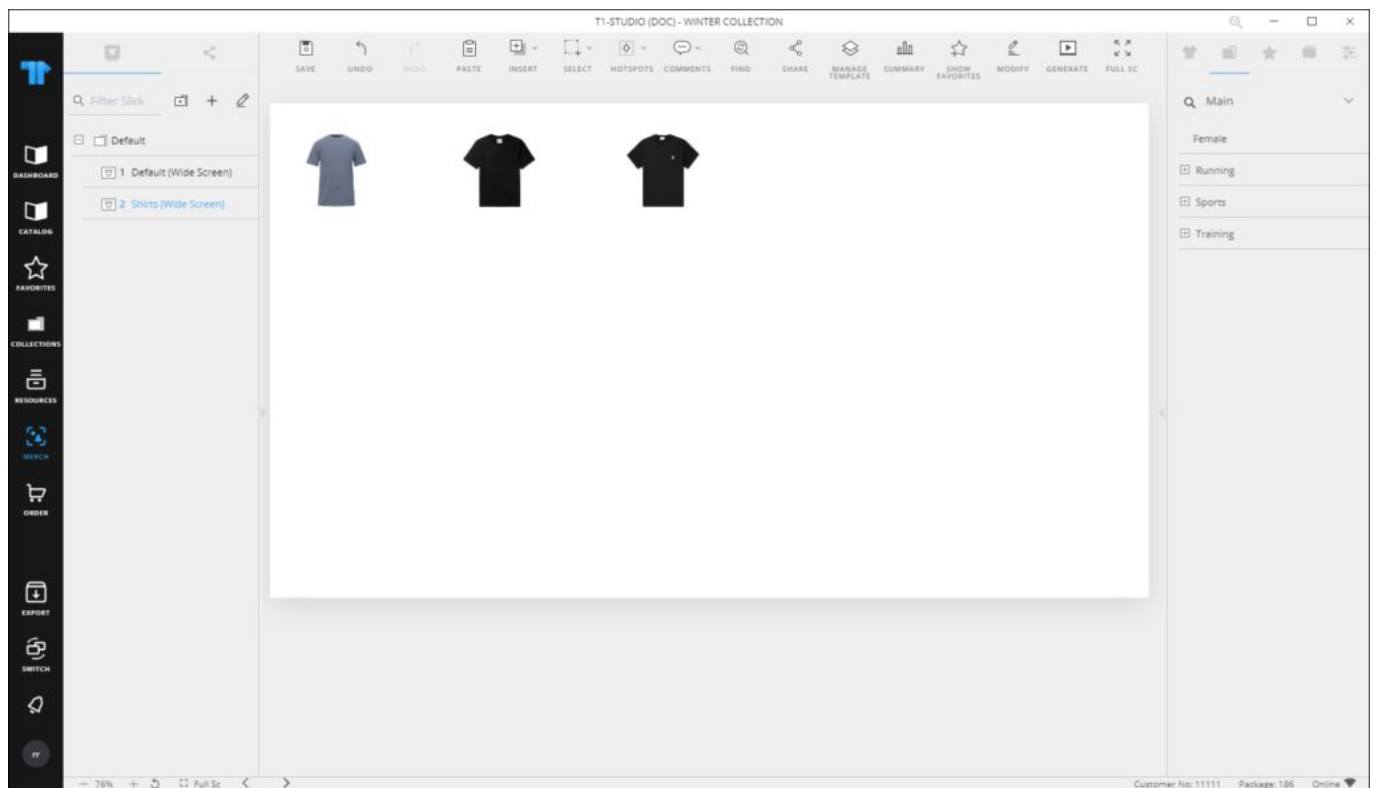 T1-STUDIO (DOC) - WINTER COLLECTION
SAVE
UNDO
REDO
PASTE
INSERT
SELECT
HOTSPOTS
COMMENTS
FIND
SHARE
MANAGE
TEMPLATE
SUMMARY
SHOW
FAVORITES
MODIFY
GENERATE
FULL SC
DASHBOARD
CATALOG
FAVORITES
COLLECTIONS
RESOURCES
MERCH
ORDER
EXPORT
SWITCH
Filter Slid
Default
1 Default (Wide Screen)
2 Shirts (Wide Screen)
Main
Female
Running
Sports
Training
76%
Full Sc
Customer No: 11111 Package: 186 Online